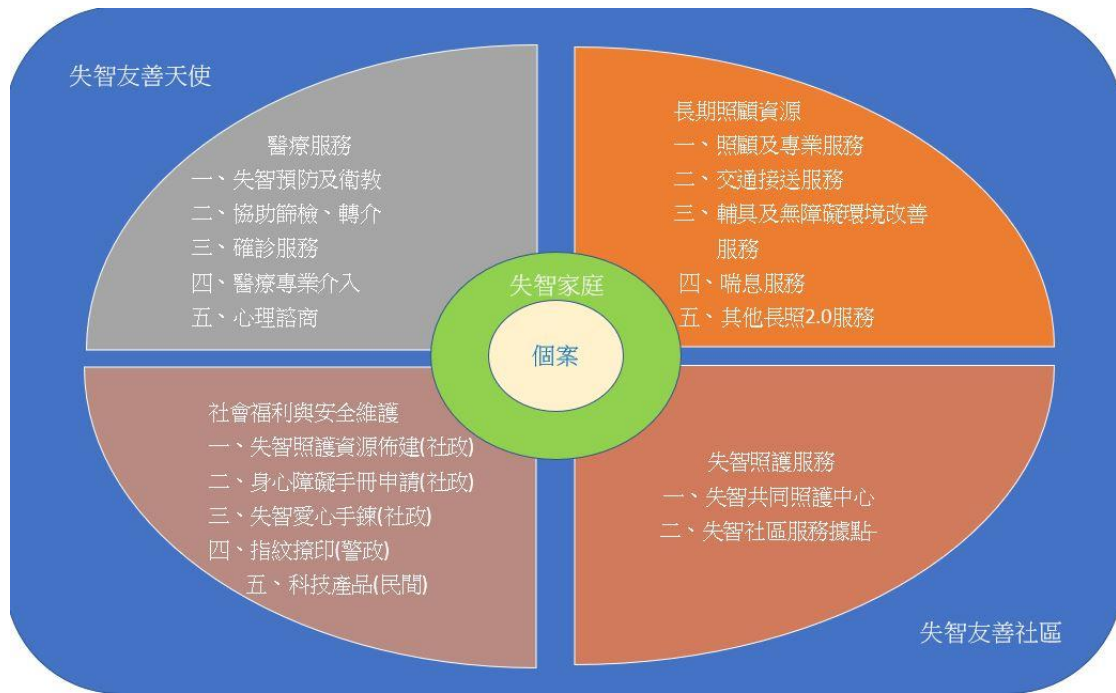 失智友善天使
醫療服務
一、失智預防及衛教
二、協助篩檢、轉介
三、確診服務
四、醫療專業介入
五、心理諮商
長期照顧資源
一、照顧及專業服務
二、交通接送服務
三、輔具及無障礙環境改善
服務
四、喘息服務
五、其他長照2.0服務
失智家庭
個案
社會福利與安全維護
一、失智照護資源佈建(社政)
二、身心障礙手冊申請(社政)
三、失智愛心手鍊(社政)
四、指紋捺印(警政)
五、科技產品(民間)
失智照護服務
一、失智共同照護中心
二、失智社區服務據點
失智友善社區